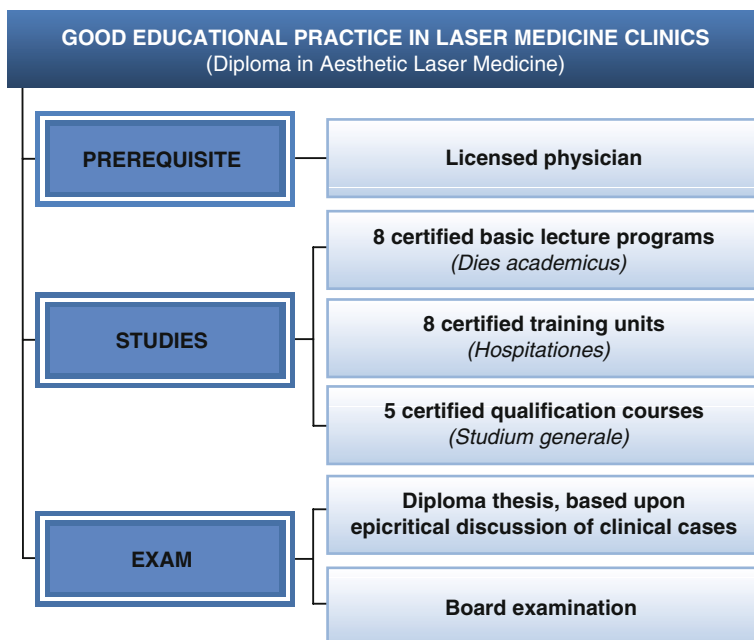 GOOD EDUCATIONAL PRACTICE IN LASER MEDICINE CLINICS
(Diploma in Aesthetic Laser Medicine)
PREREQUISITE
Licensed physician
STUDIES
8 certified basic lecture programs
(Dies academicus)
8 certified training units
(Hospitationes)
5 certified qualification courses
(Studium generale)
EXAM
Diploma thesis, based upon
epicritical discussion of clinical cases
Board examination